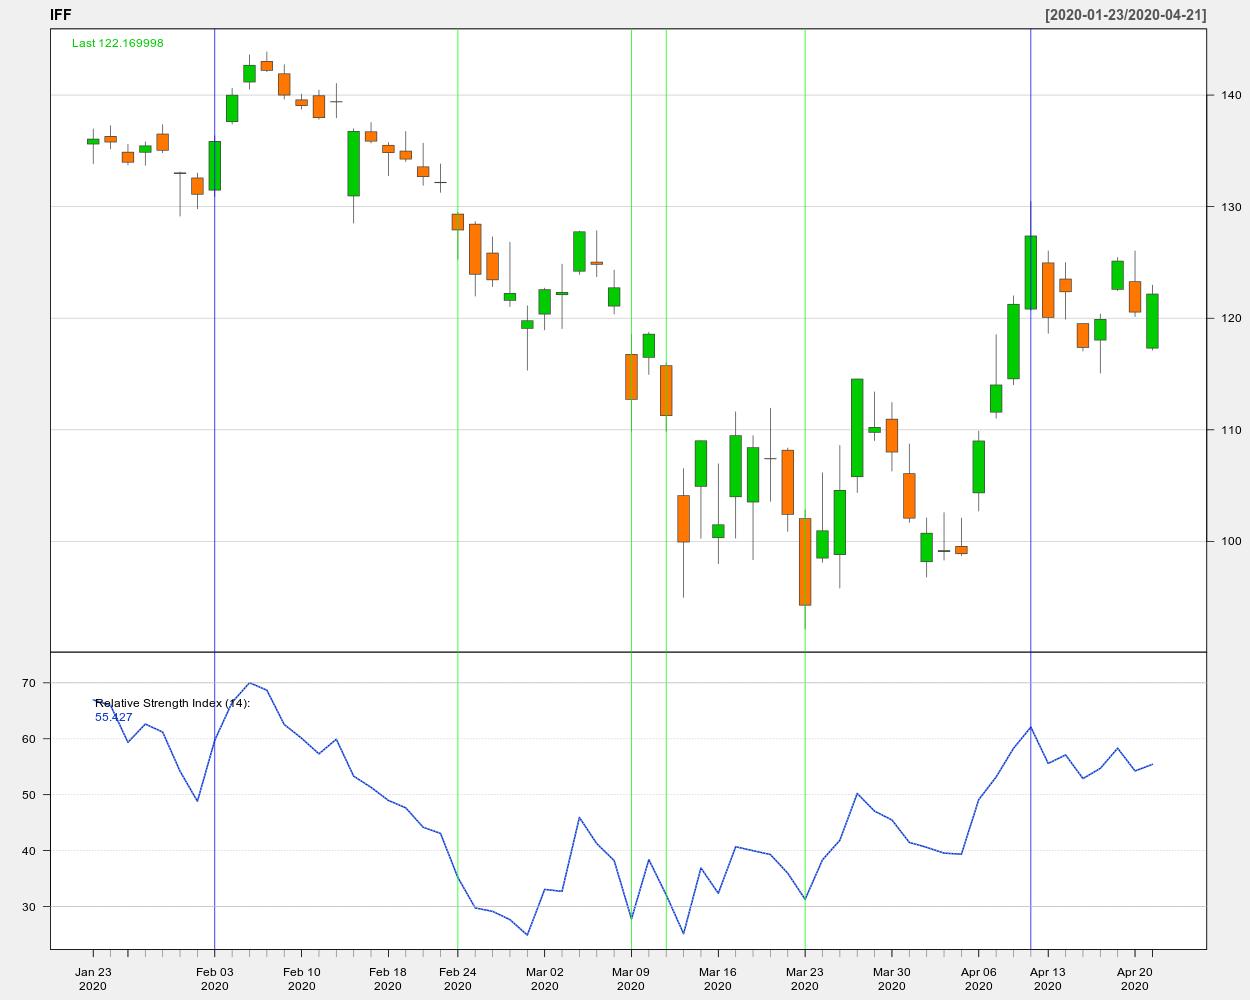 IFF
[2020-01-23/2020-04-21]
Last 122.169998
140
130
120
110
100
70
Relative Strength Index (14):
55.427
60
50
40
30
Jan 23 Feb 03 Feb 10 Feb 18 Feb 24 Mar 02 Mar 09 Mar 16 Mar 23 Mar 30 Apr 06 Apr 13 Apr 20
2020 2020 2020 2020 2020 2020 2020 2020 2020 2020 2020 2020 2020